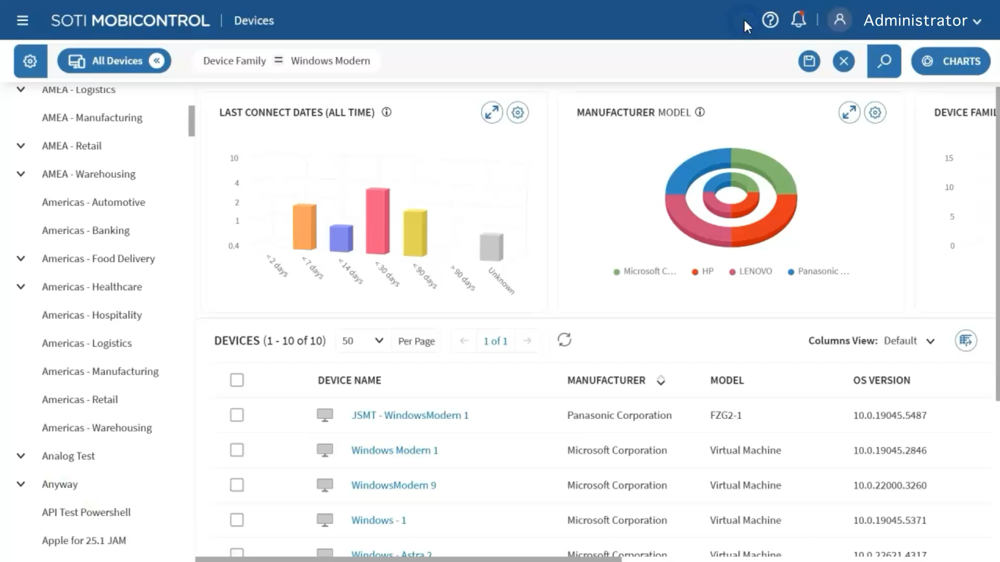 SOTI MOBICONTROL | Devices
Administrator
All Devices
Device Family = Windows Modern
CHARTS
AMEA - Logistics
AMEA - Manufacturing
AMEA - Retail
AMEA - Warehousing
Americas - Automotive
Americas - Banking
Americas - Food Delivery
Americas - Healthcare
Americas - Hospitality
Americas - Logistics
Americas - Manufacturing
Americas - Retail
Americas - Warehousing
Analog Test
Anyway
API Test Powershell
Apple for 25.1 JAM
LAST CONNECT DATES (ALL TIME)
10
4
2
1
0.4
< 2 days
< 7 days
< 14 days
< 30 days
< 90 days
> 90 days
Unknown
MANUFACTURER MODEL
Microsoft C... HP LENOVO Panasonic ...
DEVICE FAMIL
15
10
5
0
DEVICES (1 - 10 of 10) 50 Per Page 1 of 1
Columns View: Default
DEVICE NAME MANUFACTURER MODEL OS VERSION
JSMT - WindowsModern 1 Panasonic Corporation FZG2-1 10.0.19045.5487
Windows Modern 1 Microsoft Corporation Virtual Machine 10.0.19045.2846
WindowsModern 9 Microsoft Corporation Virtual Machine 10.0.22000.3260
Windows - 1 Microsoft Corporation Virtual Machine 10.0.19045.5371
Windows - Astra 2 Microsoft Corporation Virtual Machine 10.0.22621.4317